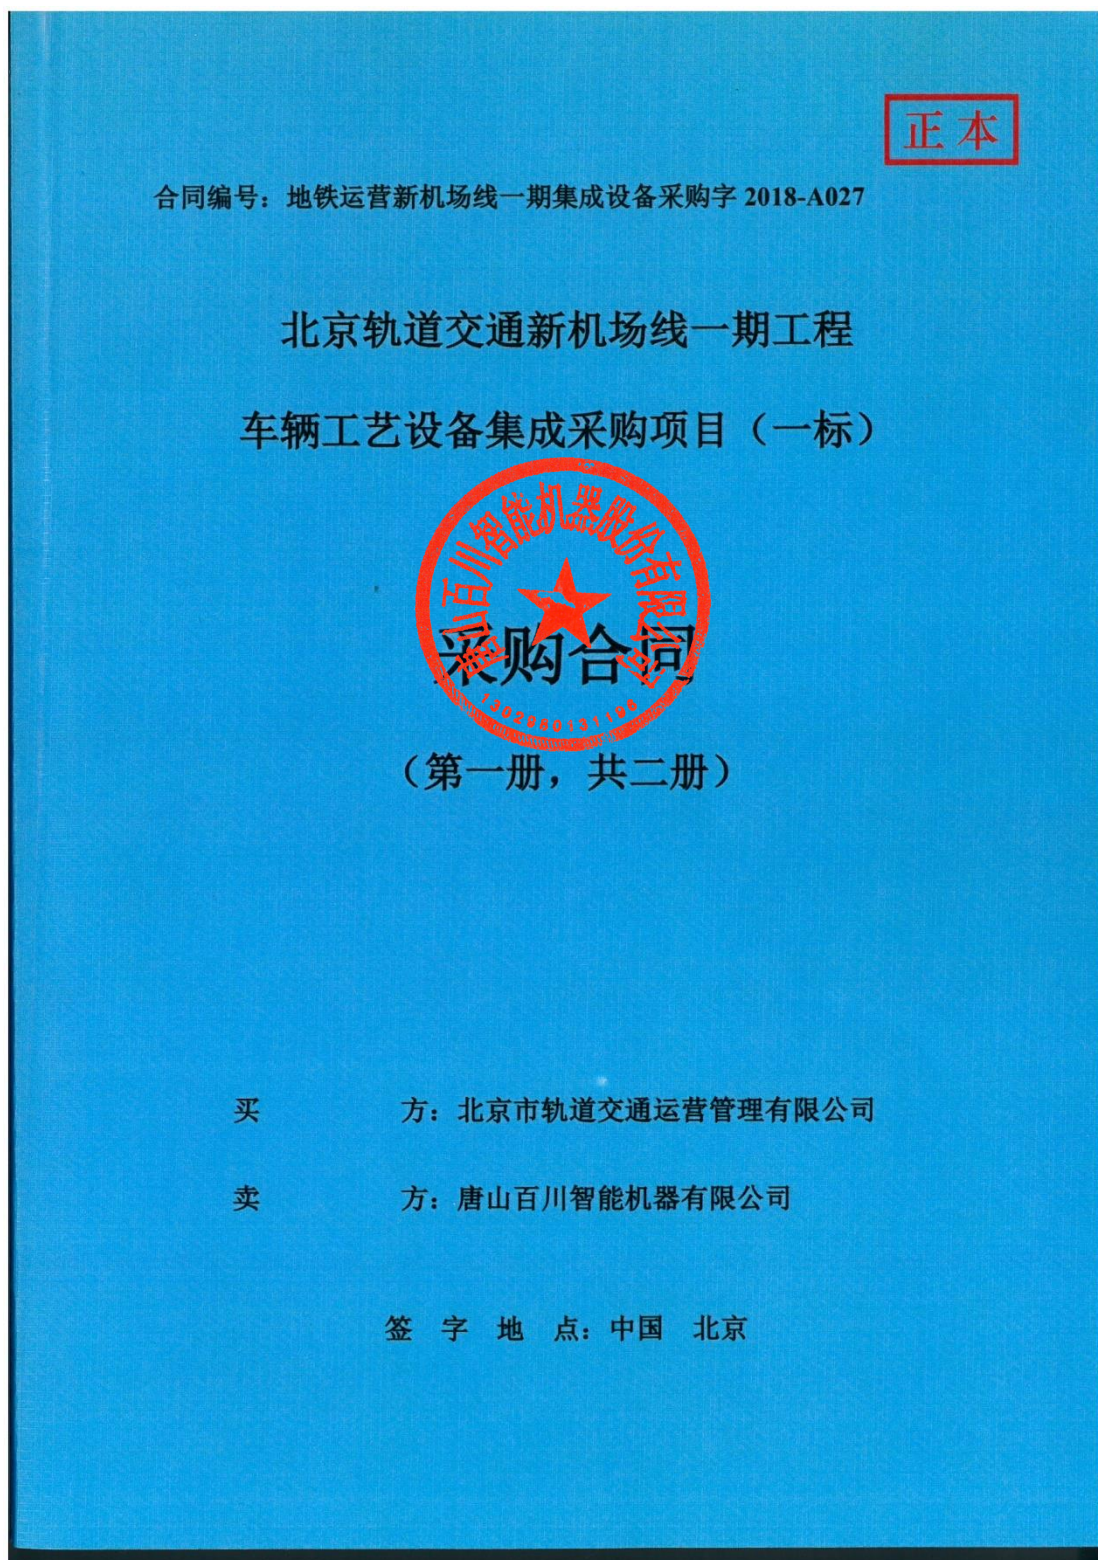 正本
合同编号：地铁运营新机场线一期集成设备采购字 2018-A027
北京轨道交通新机场线一期工程
车辆工艺设备集成采购项目（一标）
唐山百川智能机器股份有限公司
采购合同
1302980131198
（第一册，共二册）
买方：北京市轨道交通运营管理有限公司
卖方：唐山百川智能机器有限公司
签字地点：中国 北京